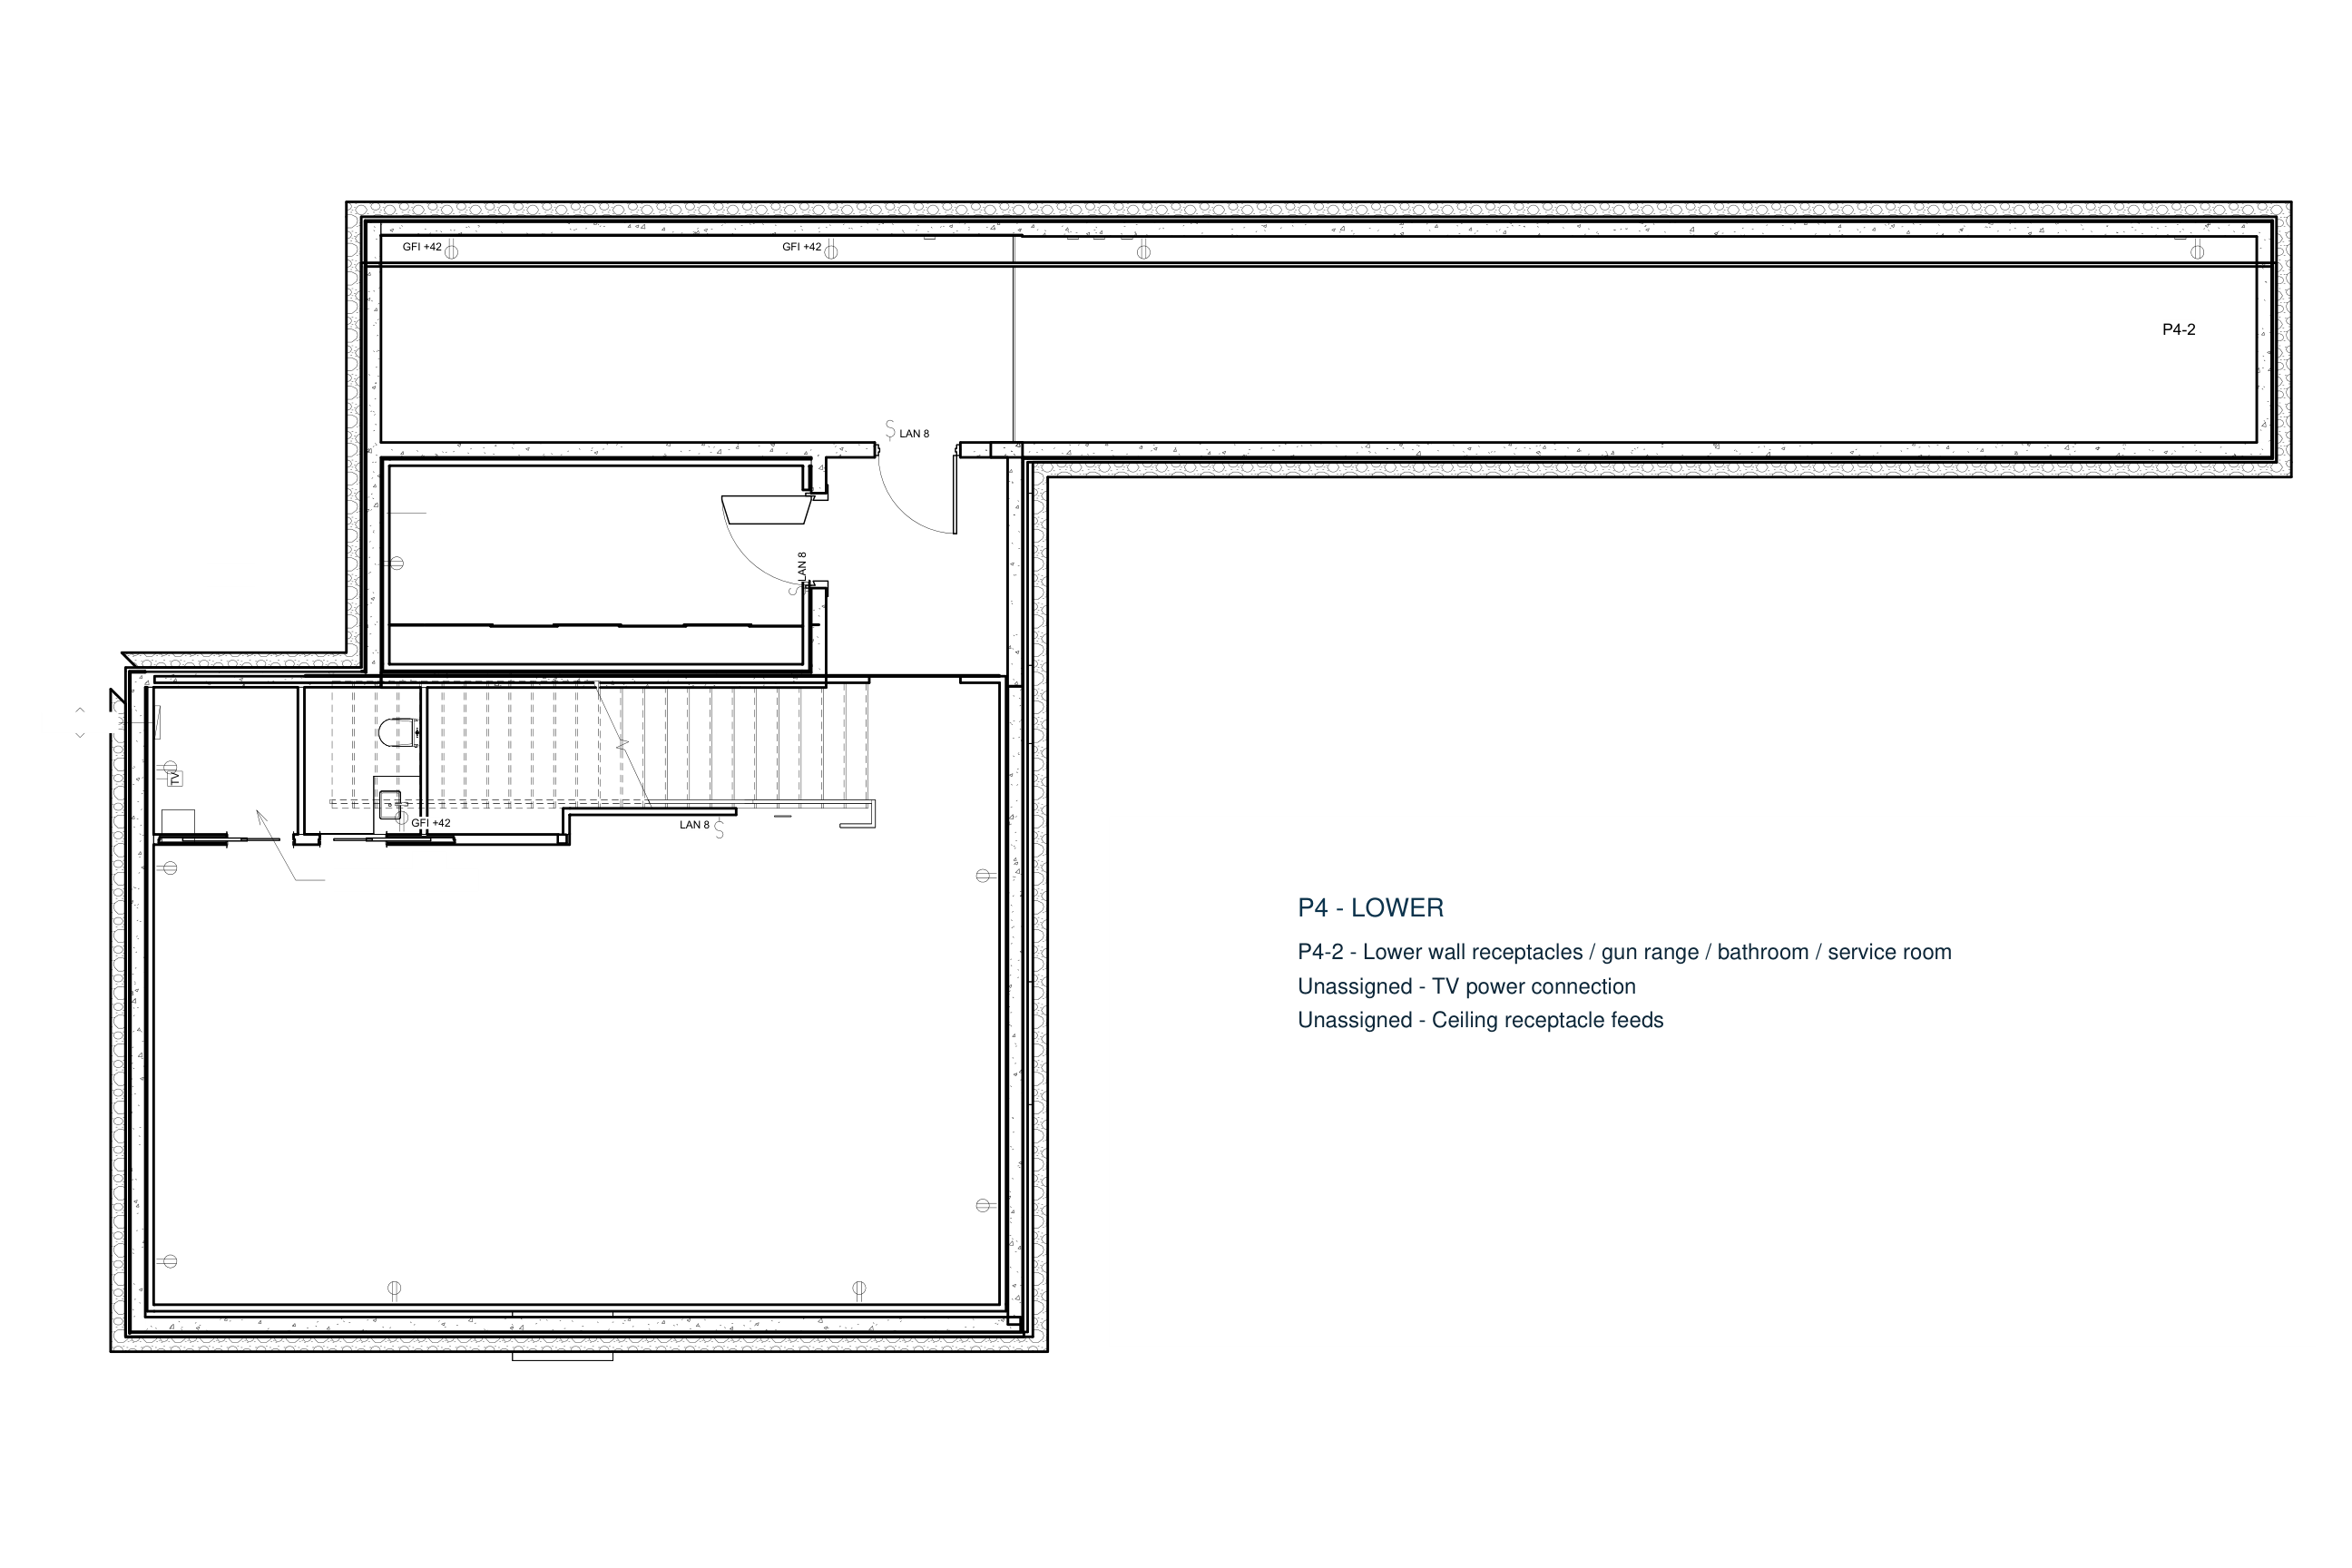 GFI +42
GFI +42
P4-2
LAN 8
LAN 8
TV
GFI +42
LAN 8
P4 - LOWER
P4-2 - Lower wall receptacles / gun range / bathroom / service room
Unassigned - TV power connection
Unassigned - Ceiling receptacle feeds